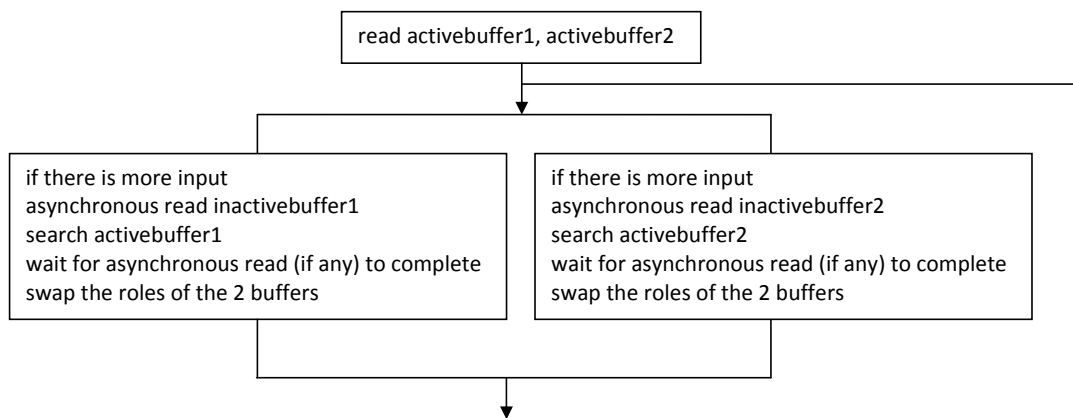 read activebuffer1, activebuffer2
if there is more input
asynchronous read inactivebuffer1
search activebuffer1
wait for asynchronous read (if any) to complete
swap the roles of the 2 buffers
if there is more input
asynchronous read inactivebuffer2
search activebuffer2
wait for asynchronous read (if any) to complete
swap the roles of the 2 buffers